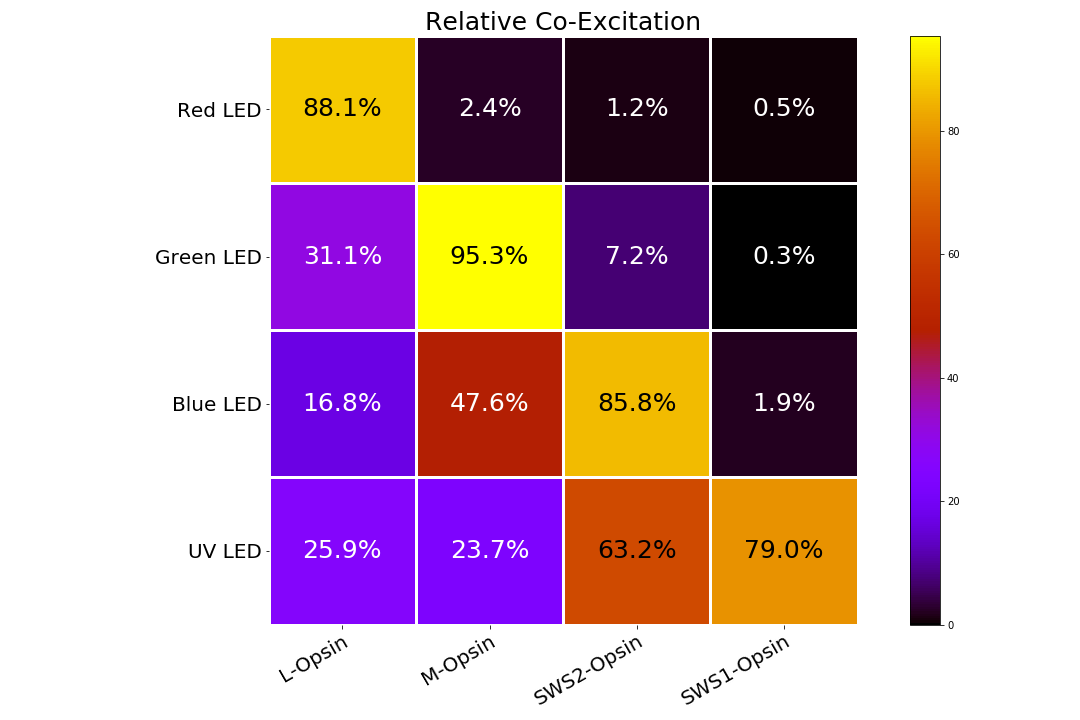 Relative Co-Excitation
Red LED 88.1% 2.4% 1.2% 0.5%
Green LED 31.1% 95.3% 7.2% 0.3%
Blue LED 16.8% 47.6% 85.8% 1.9%
UV LED 25.9% 23.7% 63.2% 79.0%
L-Opsin M-Opsin SWS2-Opsin SWS1-Opsin
80
60
40
20
0